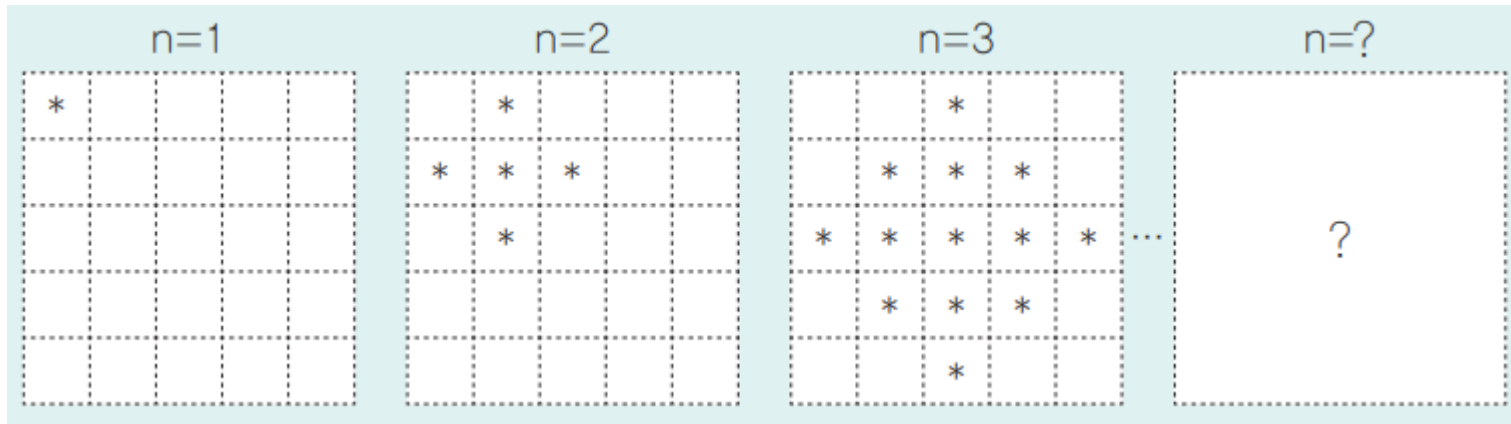 n=1 n=2 n=3 n=?
* * *
* * * * * *
* * * * * * … ?
* * *
*